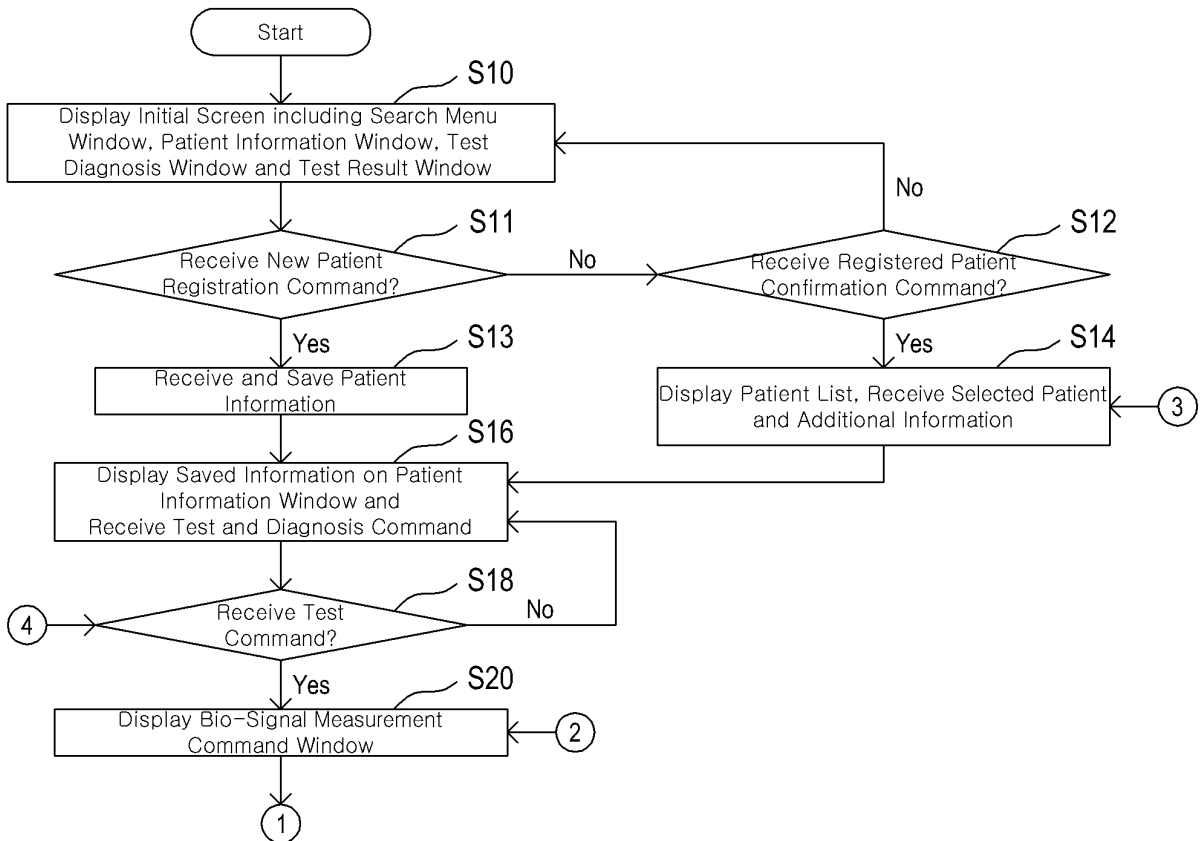 Start
S10
Display Initial Screen including Search Menu
Window, Patient Information Window, Test
Diagnosis Window and Test Result Window
No
S11
Receive New Patient
Registration Command?
No
S12
Receive Registered Patient
Confirmation Command?
Yes
S13
Receive and Save Patient
Information
Yes
S14
Display Patient List, Receive Selected Patient
and Additional Information
3
S16
Display Saved Information on Patient
Information Window and
Receive Test and Diagnosis Command
S18
Receive Test
Command?
No
4
Yes
S20
Display Bio-Signal Measurement
Command Window
2
1